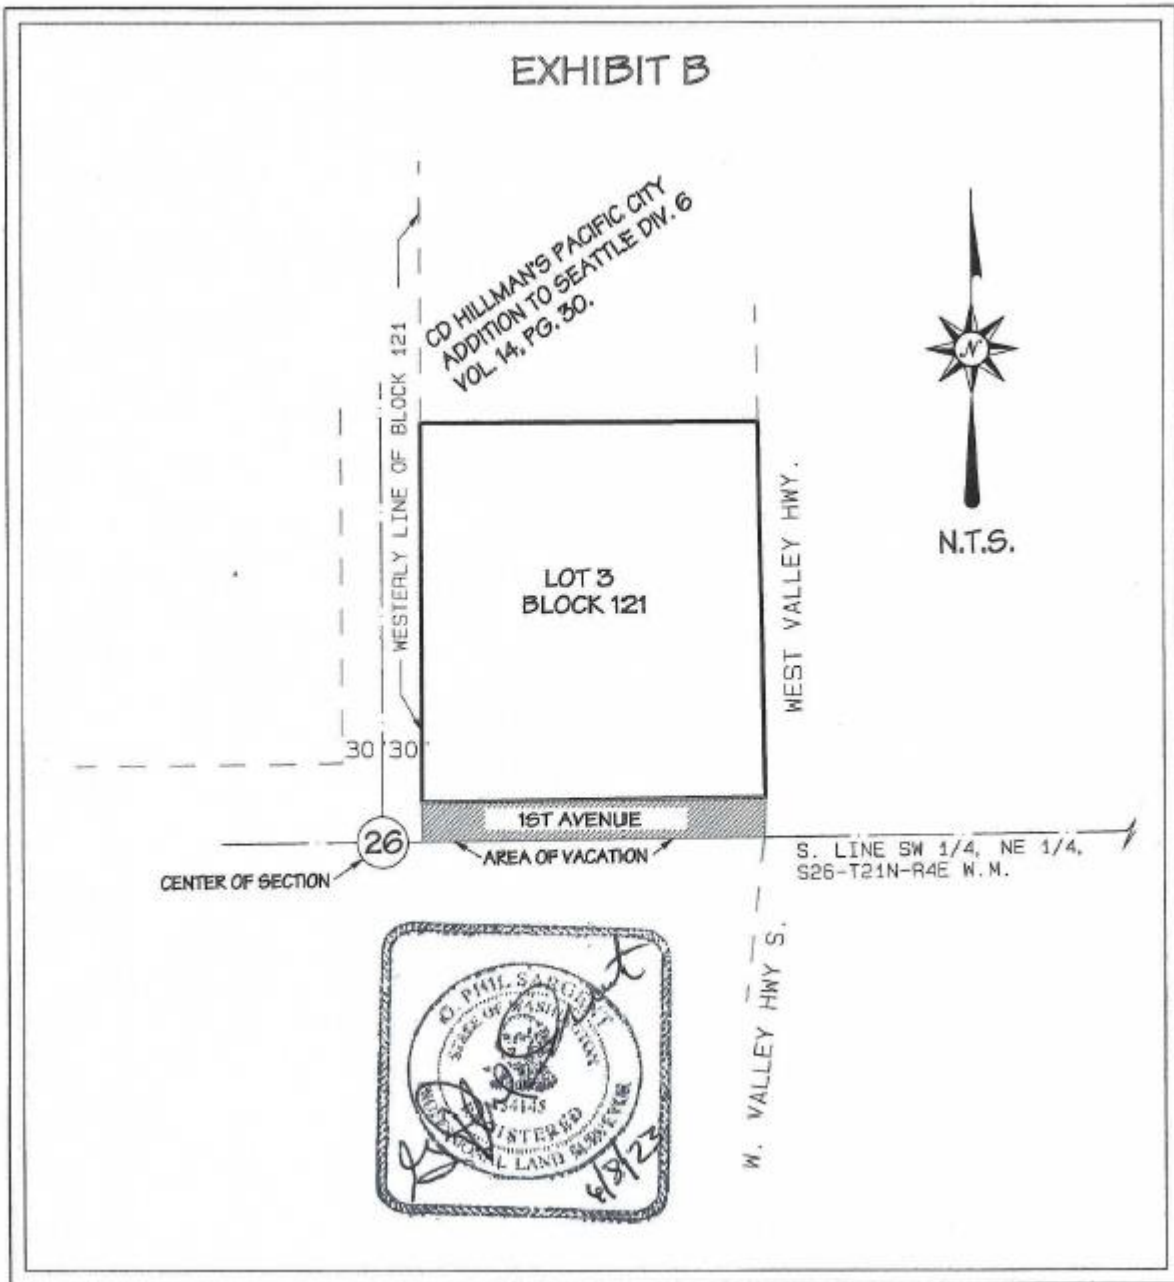 EXHIBIT B
CD HILLMAN'S PACIFIC CITY
ADDITION TO SEATTLE DIV. 6
VOL. 14, PG. 30.
WESTERLY LINE OF BLOCK 121
N
N.T.S.
LOT 3
BLOCK 121
WEST VALLEY HWY.
30' 30'
1ST AVENUE
26
AREA OF VACATION
CENTER OF SECTION
S. LINE SW 1/4, NE 1/4,
S26-T21N-R4E W.M.
W. VALLEY HWY S.
PHIL SARGENT
STATE OF WASHINGTON
34145
REGISTERED
PROFESSIONAL LAND SURVEYOR